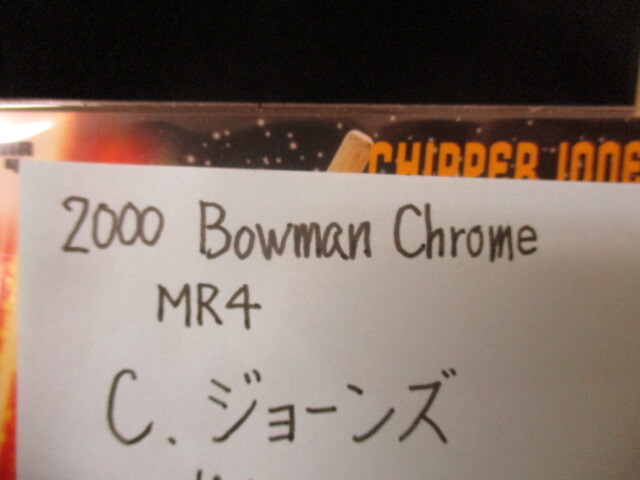 CHIPPER JONE
2000 Bowman Chrome
MR4
C. ジョーンズ